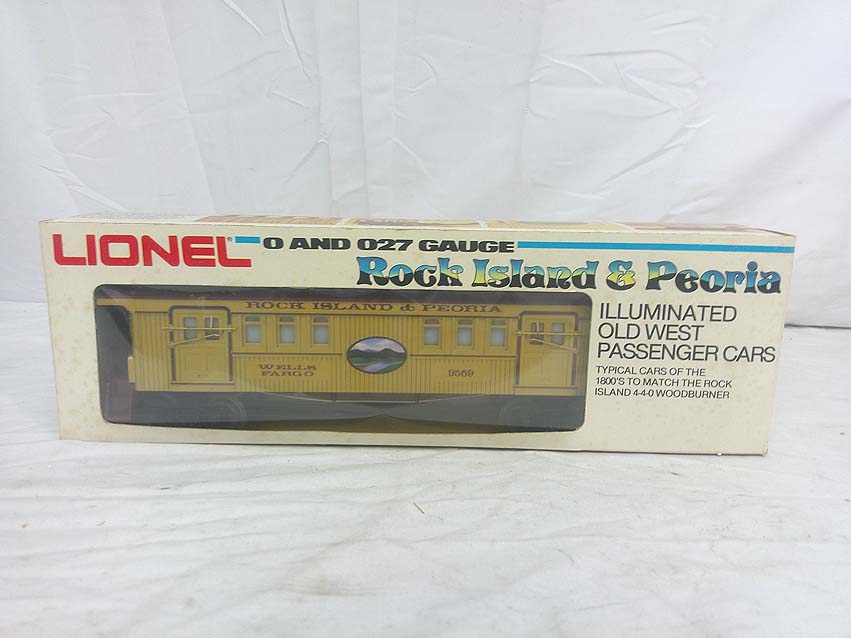 LIONEL® O AND O27 GAUGE
Rock Island & Peoria
ROCK ISLAND & PEORIA
WELLS
FARGO
9559
ILLUMINATED
OLD WEST
PASSENGER CARS
TYPICAL CARS OF THE
1800'S TO MATCH THE ROCK
ISLAND 4-4-0 WOODBURNER